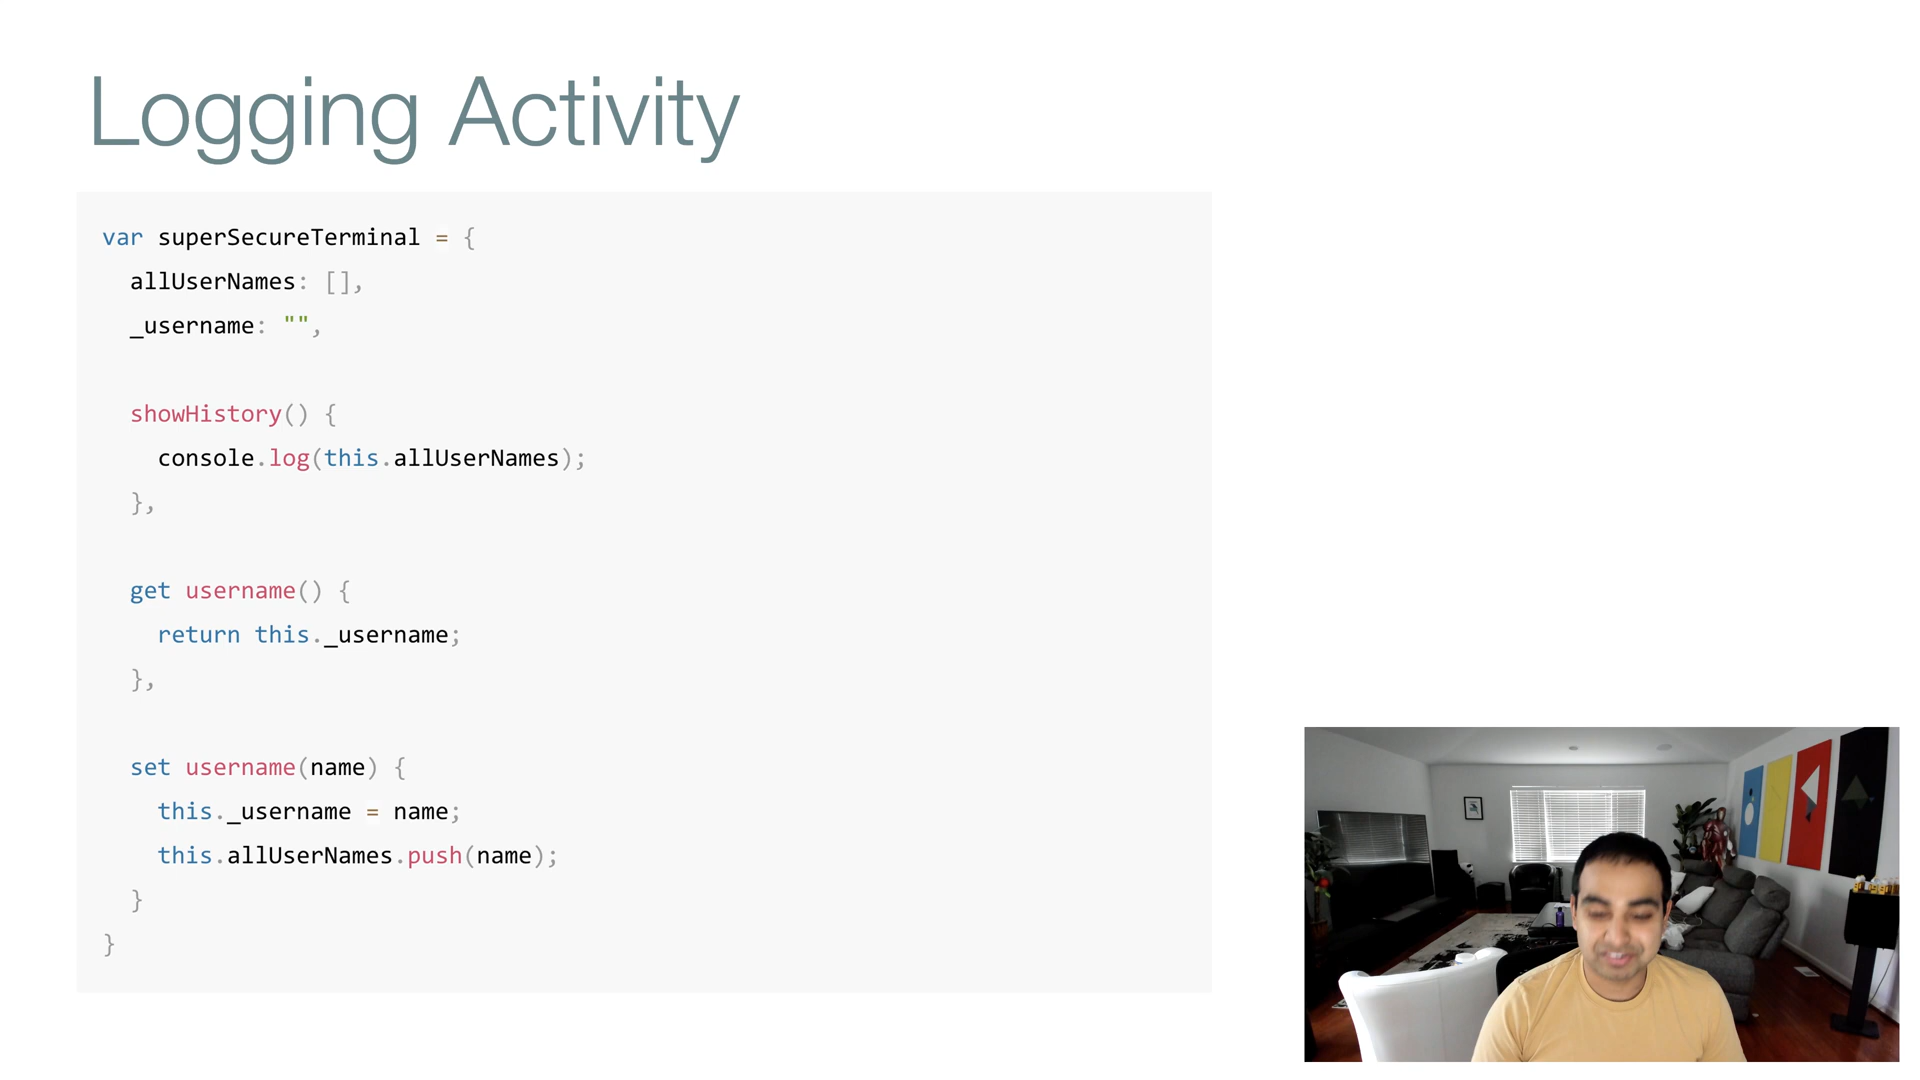 Logging Activity
var superSecureTerminal = {
  allUserNames: [],
  _username: "",

  showHistory() {
    console.log(this.allUserNames);
  },

  get username() {
    return this._username;
  },

  set username(name) {
    this._username = name;
    this.allUserNames.push(name);
  }
}